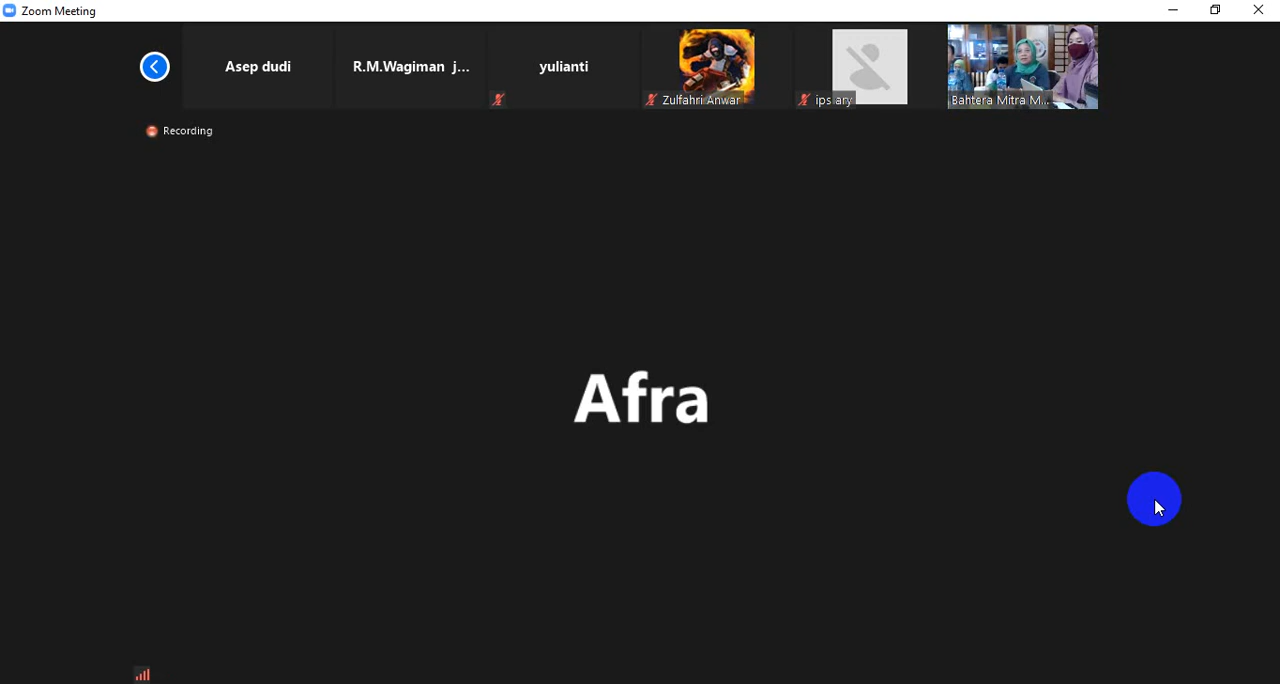 Zoom Meeting
Asep dudi
R.M.Wagiman j...
yulianti
Zulfahri Anwar
ips ary
Bahtera Mitra M...
Recording
Afra